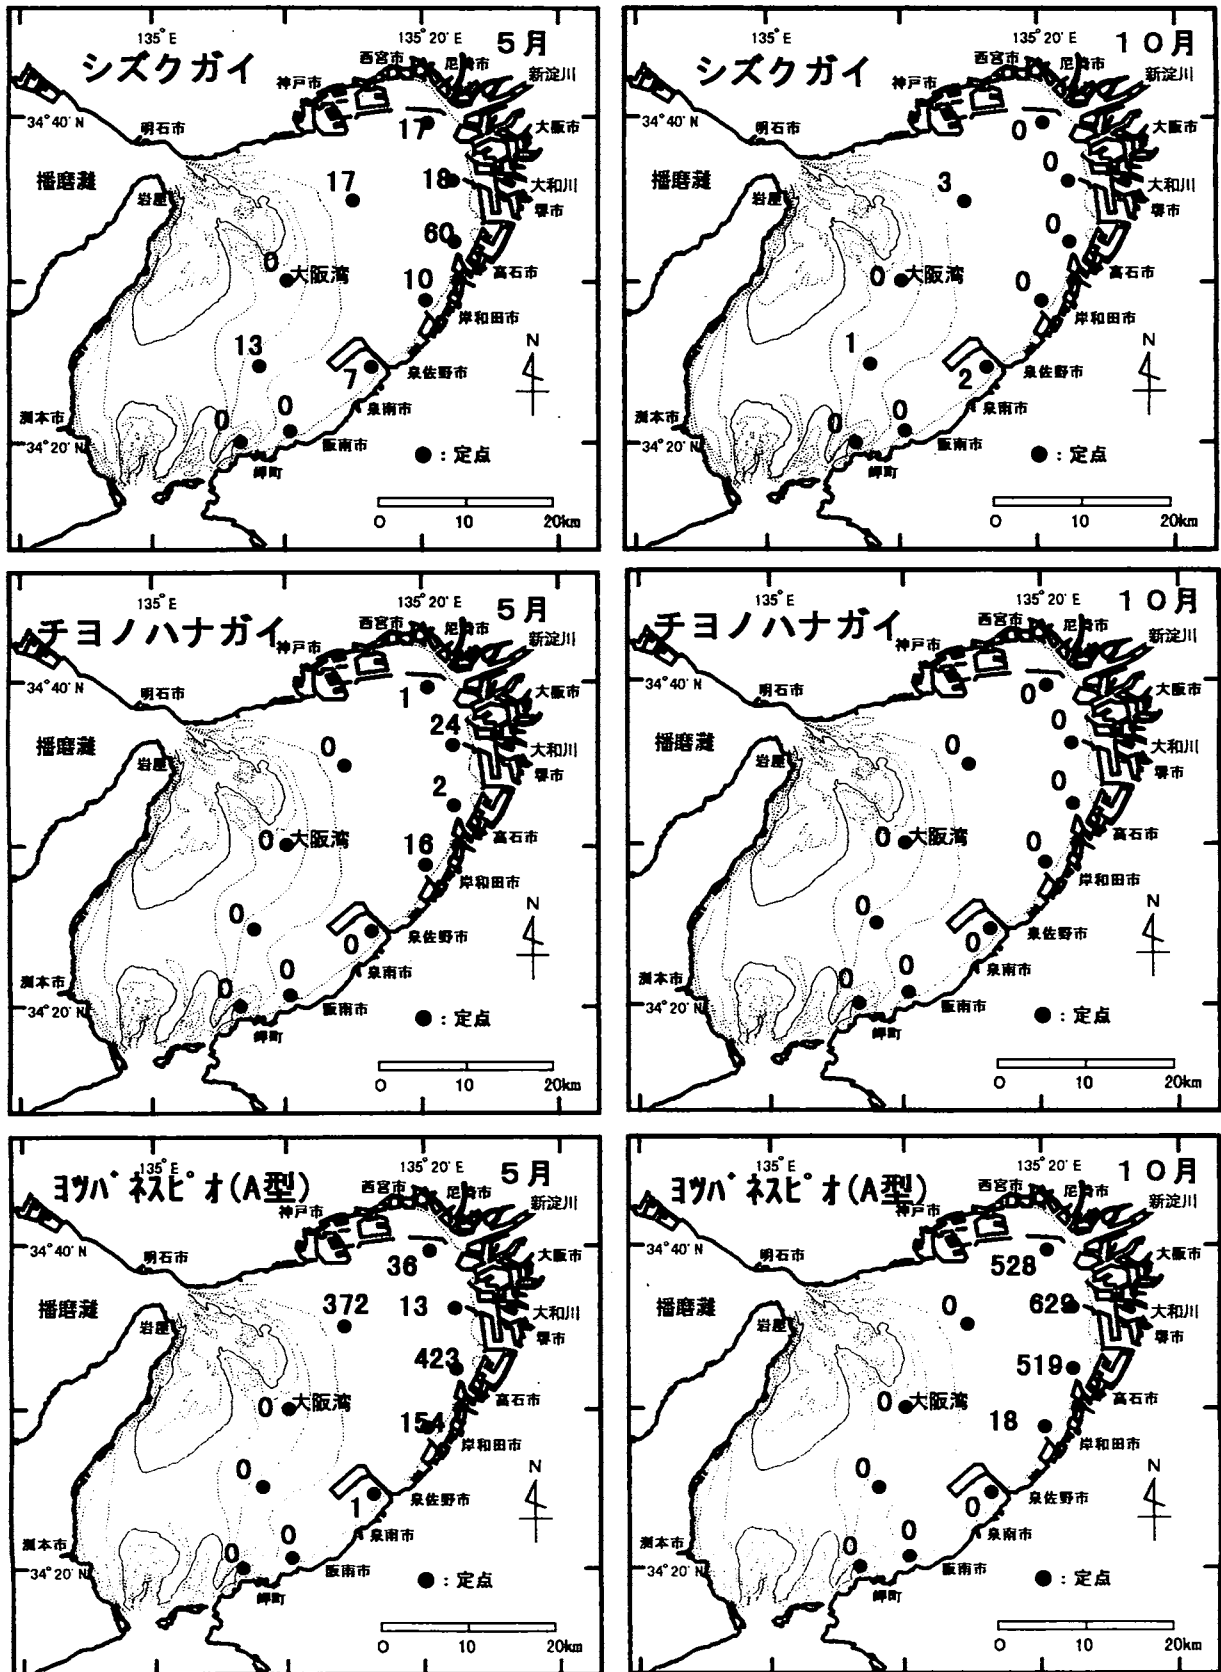 135°E
135°20' E
5月
シズクガイ
西宮市
尼崎市
新淀川
神戸市
34°40' N
明石市
17
大阪市
播磨灘
17
18
大和川
岩屋
堺市
60
0
大阪湾
高石市
10
岸和田市
13
N
7
泉佐野市
泉南市
洲本市
0
0
34°20' N
阪南市
岬町
●:定点
0
10
20km
135°E
135°20' E
10月
シズクガイ
西宮市
尼崎市
新淀川
神戸市
34°40' N
明石市
0
大阪市
播磨灘
3
0
大和川
岩屋
堺市
0
0
大阪湾
高石市
0
岸和田市
1
N
2
泉佐野市
泉南市
洲本市
0
0
34°20' N
阪南市
岬町
●:定点
0
10
20km
135°E
135°20' E
5月
チヨノハナガイ
西宮市
尼崎市
新淀川
神戸市
34°40' N
明石市
1
大阪市
播磨灘
0
24
大和川
岩屋
堺市
2
0
大阪湾
高石市
16
岸和田市
0
N
0
泉佐野市
泉南市
洲本市
0
0
34°20' N
阪南市
岬町
●:定点
0
10
20km
135°E
135°20' E
10月
チヨノハナガイ
西宮市
尼崎市
新淀川
神戸市
34°40' N
明石市
0
大阪市
播磨灘
0
0
大和川
岩屋
堺市
0
0
大阪湾
高石市
0
岸和田市
0
N
0
泉佐野市
泉南市
洲本市
0
0
34°20' N
阪南市
岬町
●:定点
0
10
20km
135°E
135°20' E
5月
ヨツバネスピオ(A型)
西宮市
尼崎市
新淀川
神戸市
34°40' N
明石市
36
大阪市
播磨灘
372
13
大和川
岩屋
堺市
423
0
大阪湾
高石市
154
岸和田市
0
N
1
泉佐野市
泉南市
洲本市
0
0
34°20' N
阪南市
岬町
●:定点
0
10
20km
135°E
135°20' E
10月
ヨツバネスピオ(A型)
西宮市
尼崎市
新淀川
神戸市
34°40' N
明石市
528
大阪市
播磨灘
0
629
大和川
岩屋
堺市
519
0
大阪湾
高石市
18
岸和田市
0
N
0
泉佐野市
泉南市
洲本市
0
0
34°20' N
阪南市
岬町
●:定点
0
10
20km